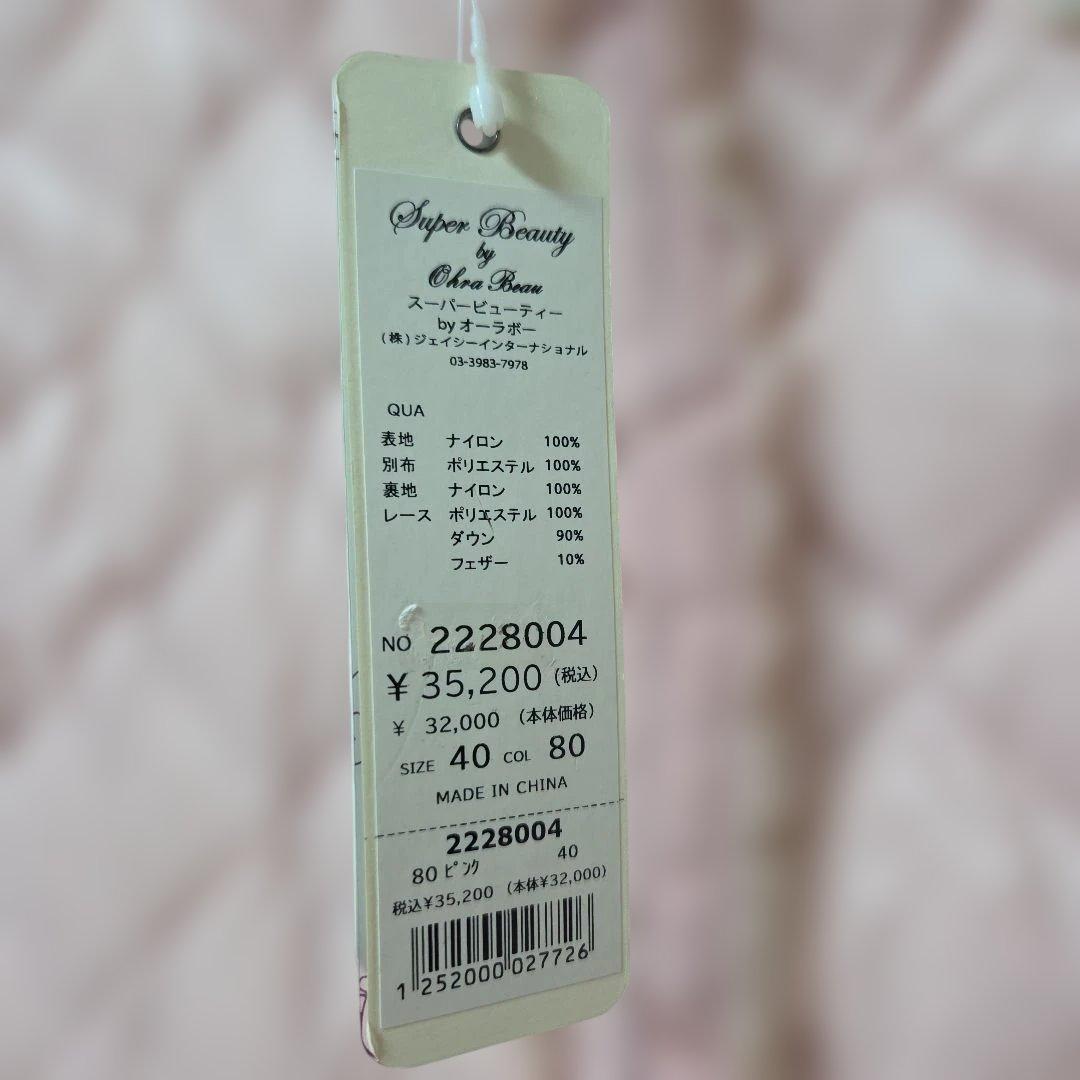 Super Beauty
by
Ohra Beau
スーパービューティー
by オーラボー
(株)ジェイシーインターナショナル
03-3983-7978
QUA
表地 ナイロン 100%
別布 ポリエステル 100%
裏地 ナイロン 100%
レース ポリエステル 100%
ダウン 90%
フェザー 10%
NO 2228004
¥ 35,200 (税込)
¥ 32,000 (本体価格)
SIZE 40 COL 80
MADE IN CHINA
2228004
80 ピンク 40
税込¥35,200 (本体¥32,000)
1 252000 027726